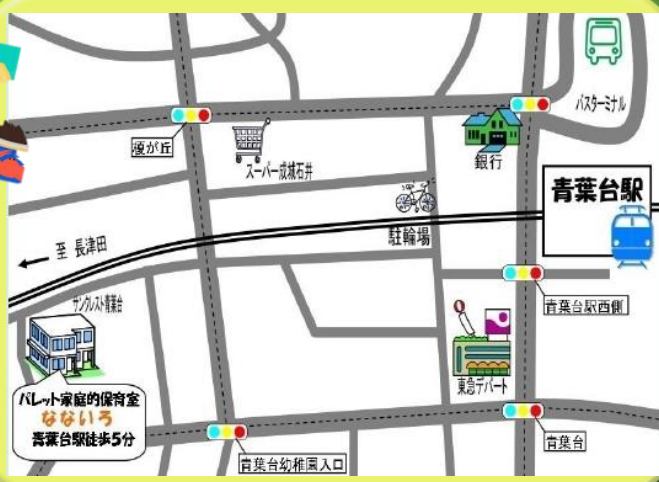 バスターミナル
榎が丘
スーパー成城石井
銀行
青葉台駅
駐輪場
至 長津田
サンクレスト青葉台
青葉台駅西側
東急デパート
パレット家庭的保育室
なないろ
青葉台駅徒歩5分
青葉台
青葉台幼稚園入口